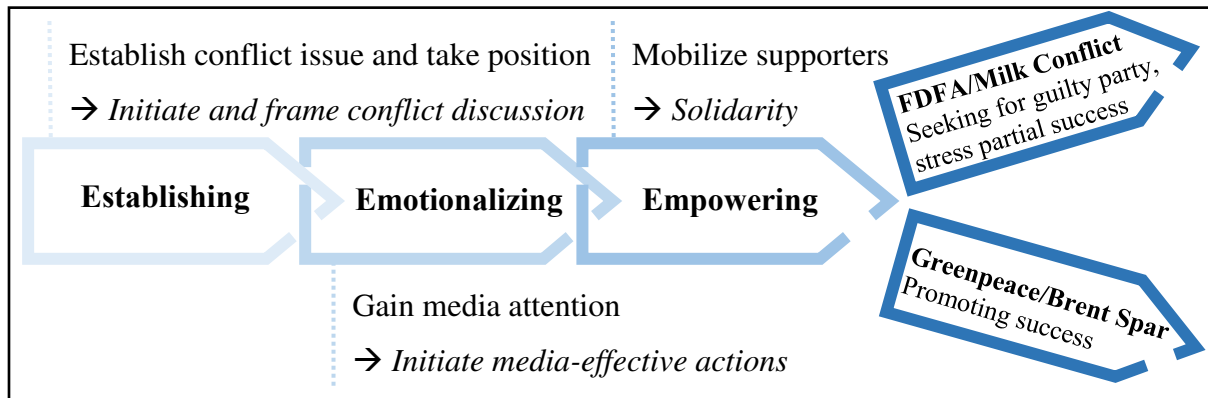 Establish conflict issue and take position
→ Initiate and frame conflict discussion
Mobilize supporters
→ Solidarity
Establishing
Emotionalizing
Empowering
Gain media attention
→ Initiate media-effective actions
FDFA/Milk Conflict
Seeking for guilty party,
stress partial success
Greenpeace/Brent Spar
Promoting success